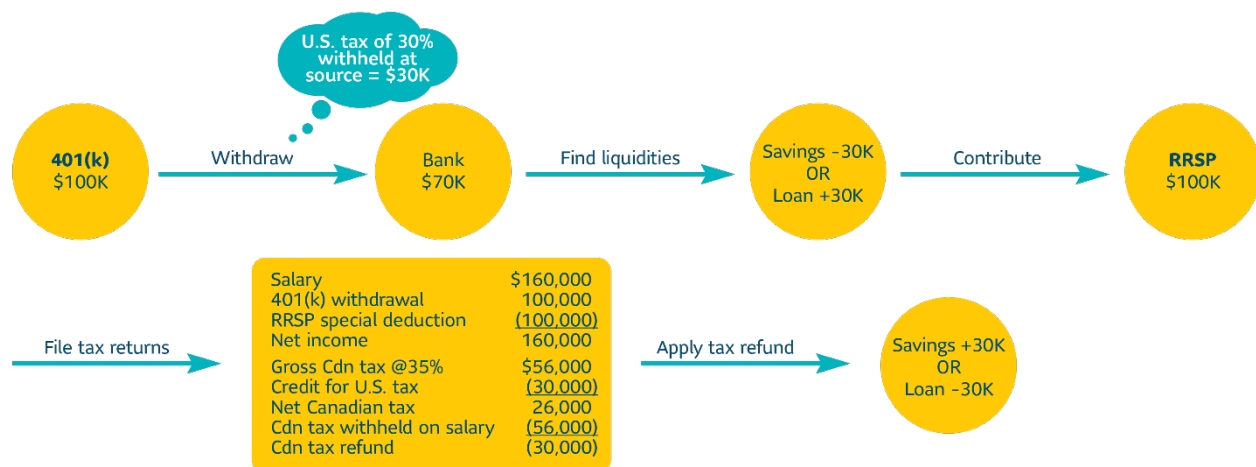 U.S. tax of 30%
withheld at
source = $30K
401(k)
$100K
Withdraw
Bank
$70K
Find liquidities
Savings -30K
OR
Loan +30K
Contribute
RRSP
$100K
File tax returns
Salary $160,000
401(k) withdrawal 100,000
RRSP special deduction (100,000)
Net income 160,000
Gross Cdn tax @35% $56,000
Credit for U.S. tax (30,000)
Net Canadian tax 26,000
Cdn tax withheld on salary (56,000)
Cdn tax refund (30,000)
Apply tax refund
Savings +30K
OR
Loan -30K